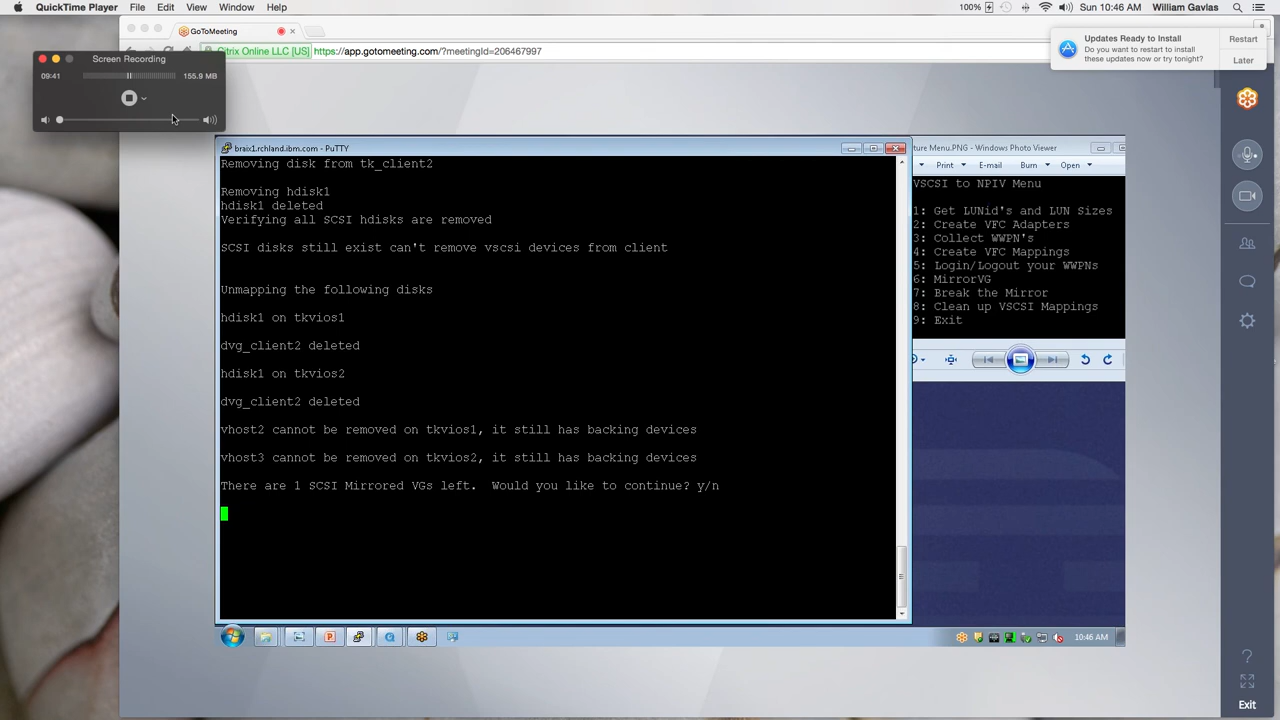 QuickTime Player File Edit View Window Help
100% Sun 10:46 AM William Gavlas
GoToMeeting
Citrix Online LLC [US] https://app.gotomeeting.com/?meetingId=206467997
Updates Ready to Install
Do you want to restart to install
these updates now or try tonight?
Restart
Later
Screen Recording
09:41 155.9 MB
braix1.rchland.ibm.com - PuTTY
Removing disk from tk_client2
Removing hdisk1
hdisk1 deleted
Verifying all SCSI hdisks are removed
SCSI disks still exist can't remove vscsi devices from client
Unmapping the following disks
hdisk1 on tkvios1
dvg_client2 deleted
hdisk1 on tkvios2
dvg_client2 deleted
vhost2 cannot be removed on tkvios1, it still has backing devices
vhost3 cannot be removed on tkvios2, it still has backing devices
There are 1 SCSI Mirrored VGs left. Would you like to continue? y/n
ture Menu.PNG - Windows Photo Viewer
Print E-mail Burn Open
VSCSI to NPIV Menu
1: Get LUNid's and LUN Sizes
2: Create VFC Adapters
3: Collect WWPN's
4: Create VFC Mappings
5: Login/Logout your WWPNs
6: MirrorVG
7: Break the Mirror
8: Clean up VSCSI Mappings
9: Exit
10:46 AM
Exit